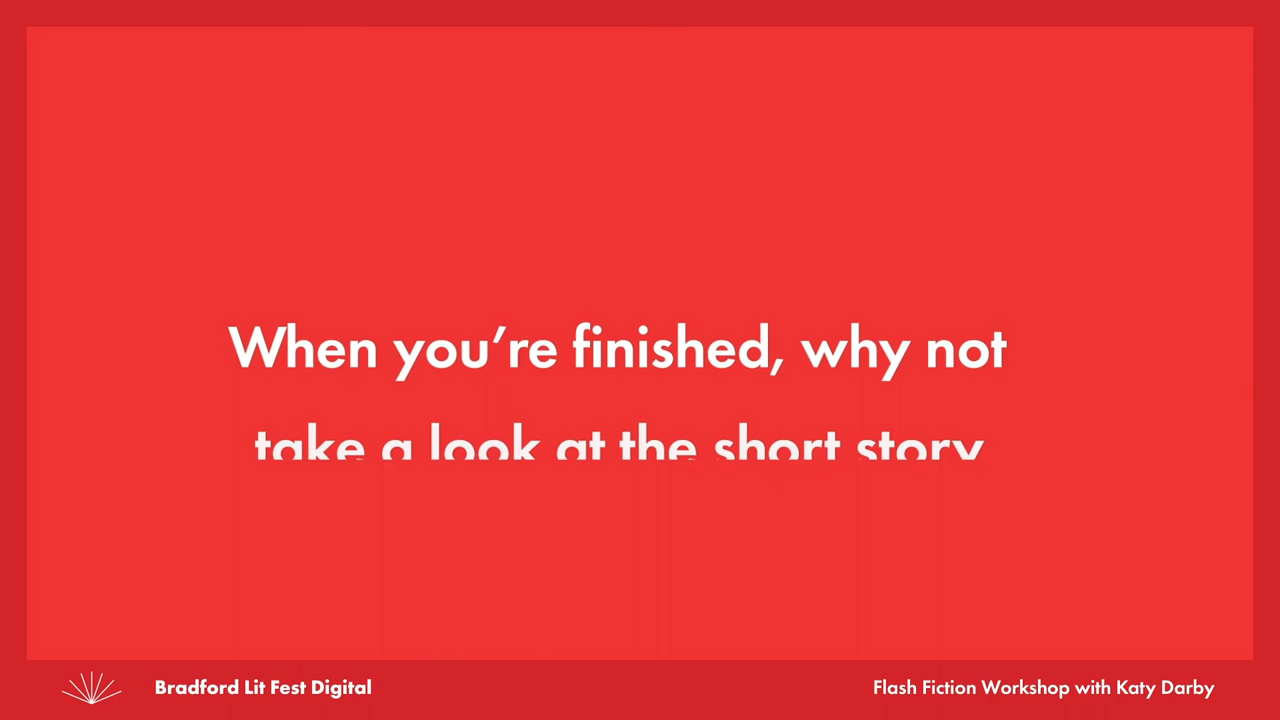 When you’re finished, why not
take a look at the short story
Bradford Lit Fest Digital
Flash Fiction Workshop with Katy Darby